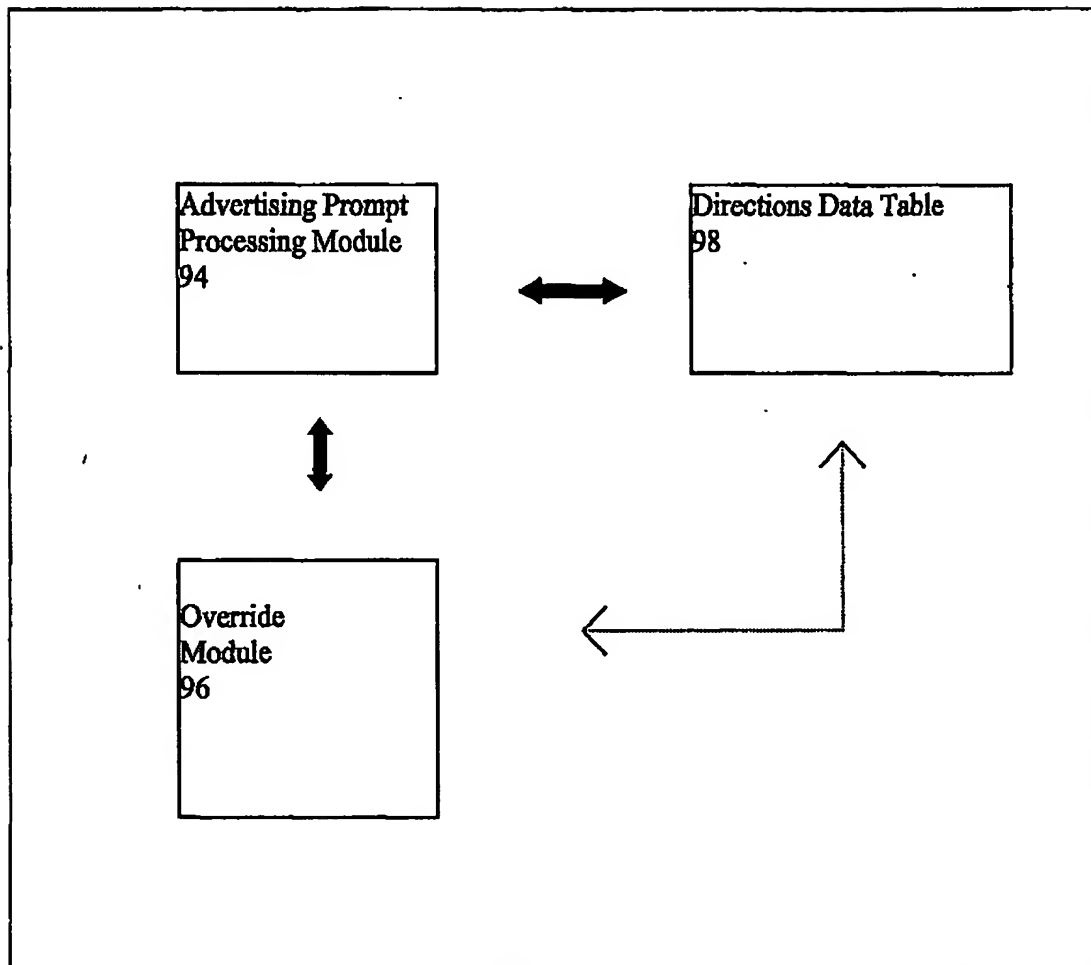 Advertising Prompt
Processing Module
94
Directions Data Table
98
Override
Module
96